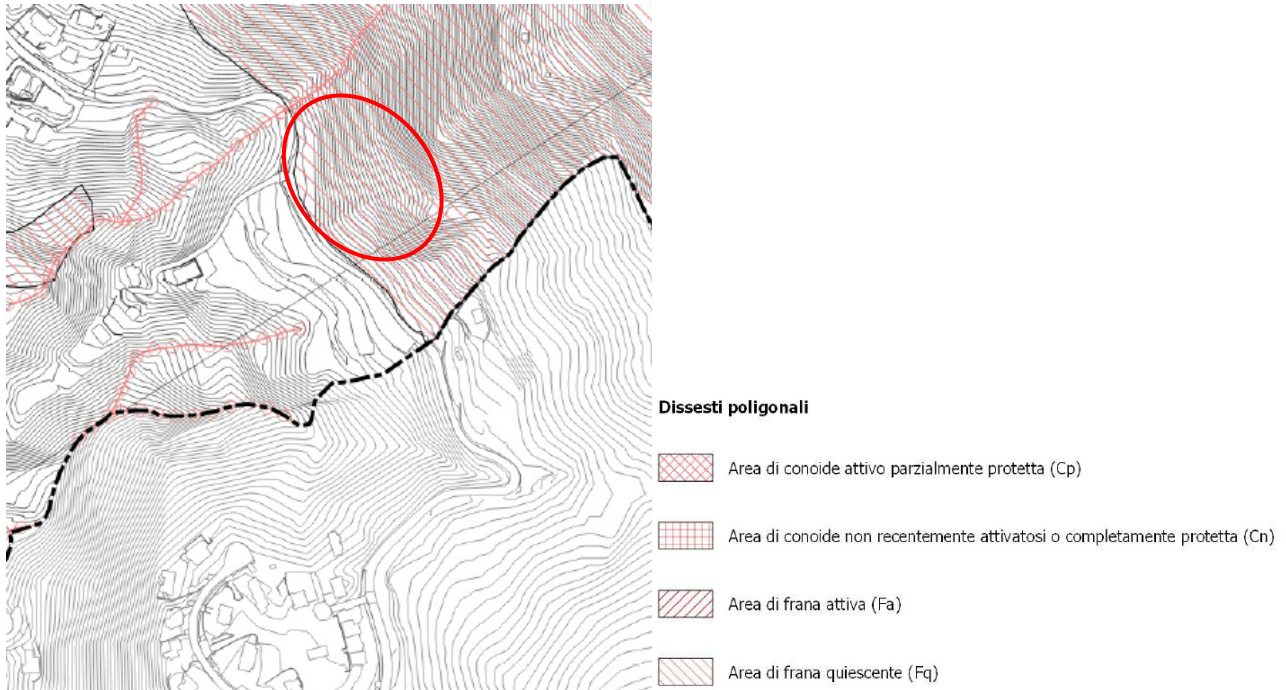 Dissesti poligonali
Area di conoide attivo parzialmente protetta (Cp)
Area di conoide non recentemente attivatosi o completamente protetta (Cn)
Area di frana attiva (Fa)
Area di frana quiescente (Fq)